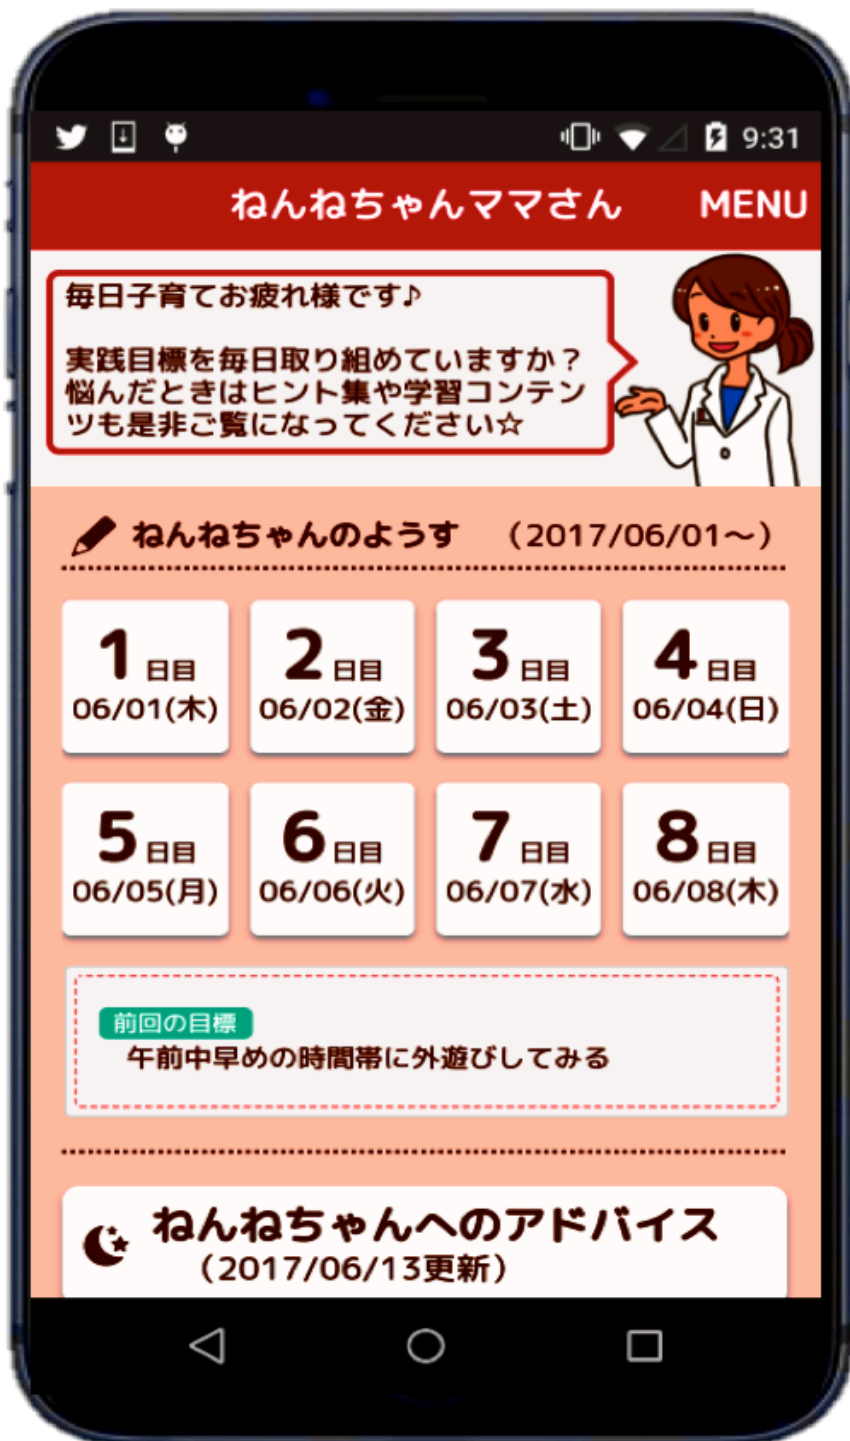 9:31
ねんねちゃんママさん MENU
毎日子育てお疲れ様です♪
実践目標を毎日取り組めていますか？
悩んだときはヒント集や学習コンテン
ツも是非ご覧になってください☆
ねんねちゃんのようす （2017/06/01～）
1日目 2日目 3日目 4日目
06/01(木) 06/02(金) 06/03(土) 06/04(日)
5日目 6日目 7日目 8日目
06/05(月) 06/06(火) 06/07(水) 06/08(木)
前回の目標
午前中早めの時間帯に外遊びしてみる
ねんねちゃんへのアドバイス
（2017/06/13更新）